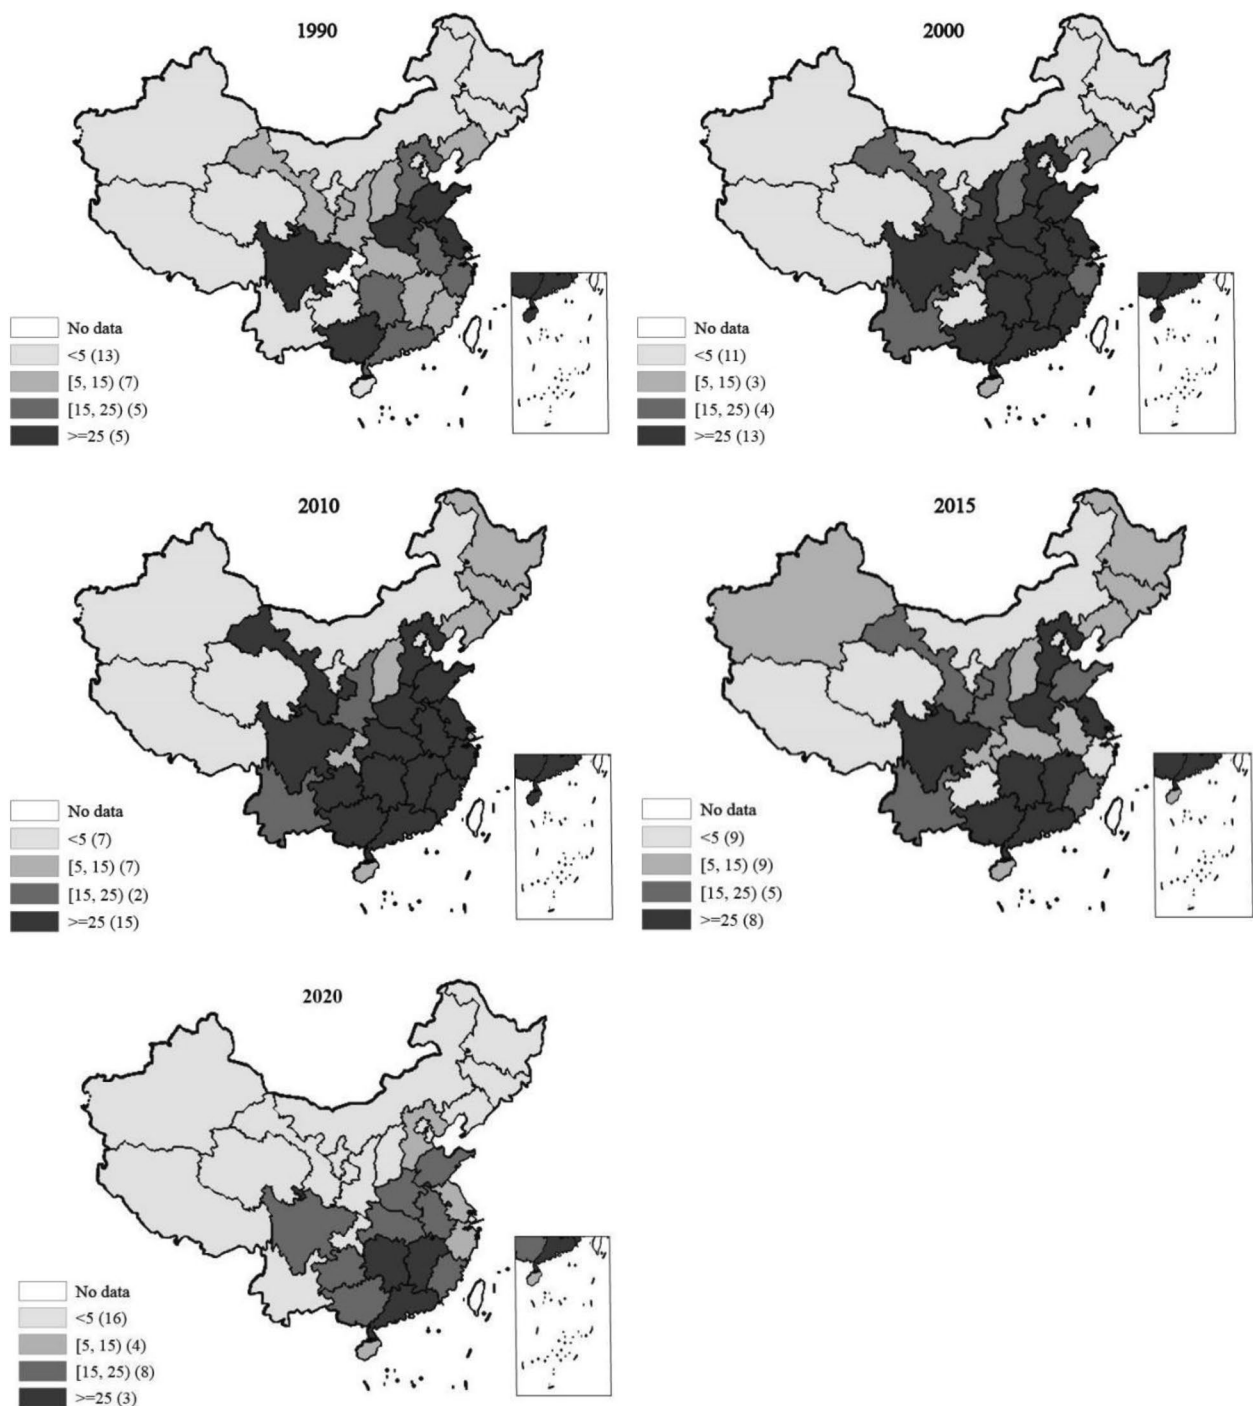 1990
No data
<5 (13)
[5, 15) (7)
[15, 25) (5)
>=25 (5)
2000
No data
<5 (11)
[5, 15) (3)
[15, 25) (4)
>=25 (13)
2010
No data
<5 (7)
[5, 15) (7)
[15, 25) (2)
>=25 (15)
2015
No data
<5 (9)
[5, 15) (9)
[15, 25) (5)
>=25 (8)
2020
No data
<5 (16)
[5, 15) (4)
[15, 25) (8)
>=25 (3)